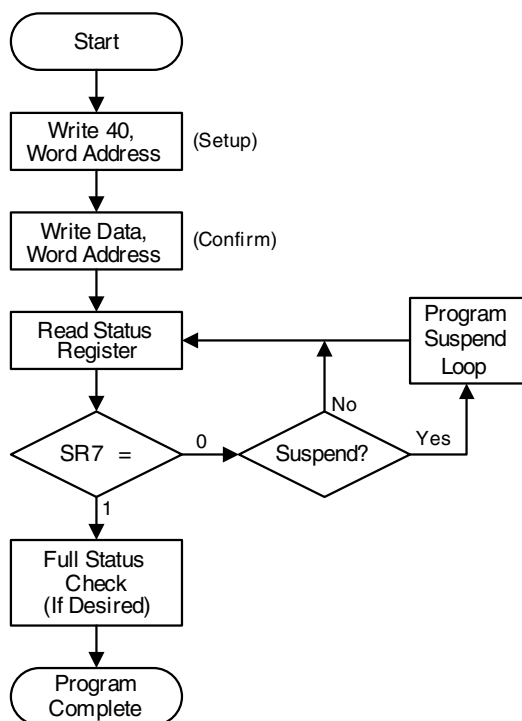 Start
Write 40,
Word Address
(Setup)
Write Data,
Word Address
(Confirm)
Read Status
Register
Program
Suspend
Loop
No
SR7 =
0
Suspend?
Yes
1
Full Status
Check
(If Desired)
Program
Complete